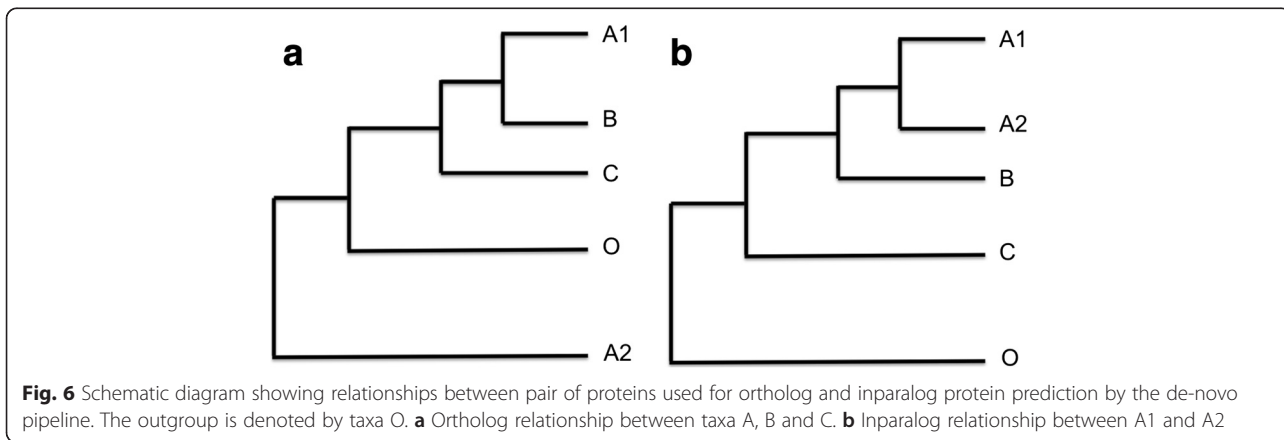 a
A1
B
C
O
A2
b
A1
A2
B
C
O
Fig. 6 Schematic diagram showing relationships between pair of proteins used for ortholog and inparalog protein prediction by the de-novo
pipeline. The outgroup is denoted by taxa O. a Ortholog relationship between taxa A, B and C. b Inparalog relationship between A1 and A2